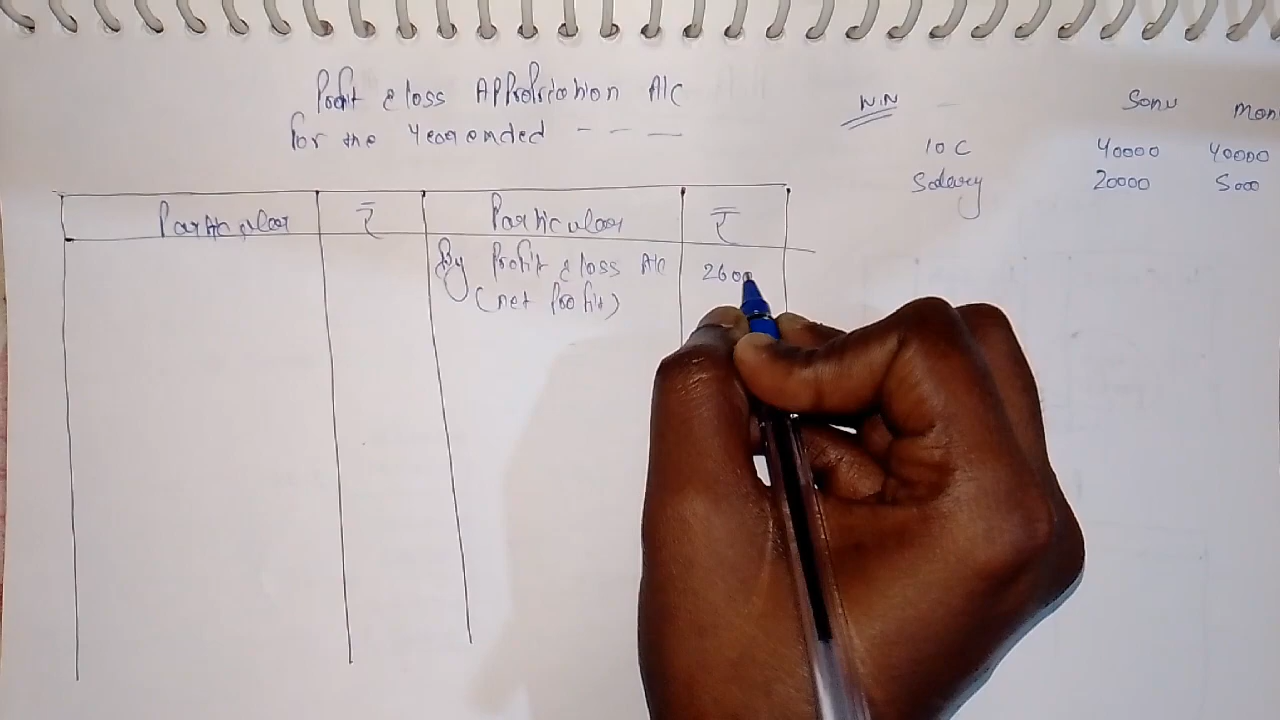 Profit & loss Appropriation A/C
For the Year ended - - -
Particular ₹ Particular ₹
By Profit & loss A/C 2600
(net Profit)
W.N
Sonu Mon
IOC 40000 40000
Salary 20000 5000